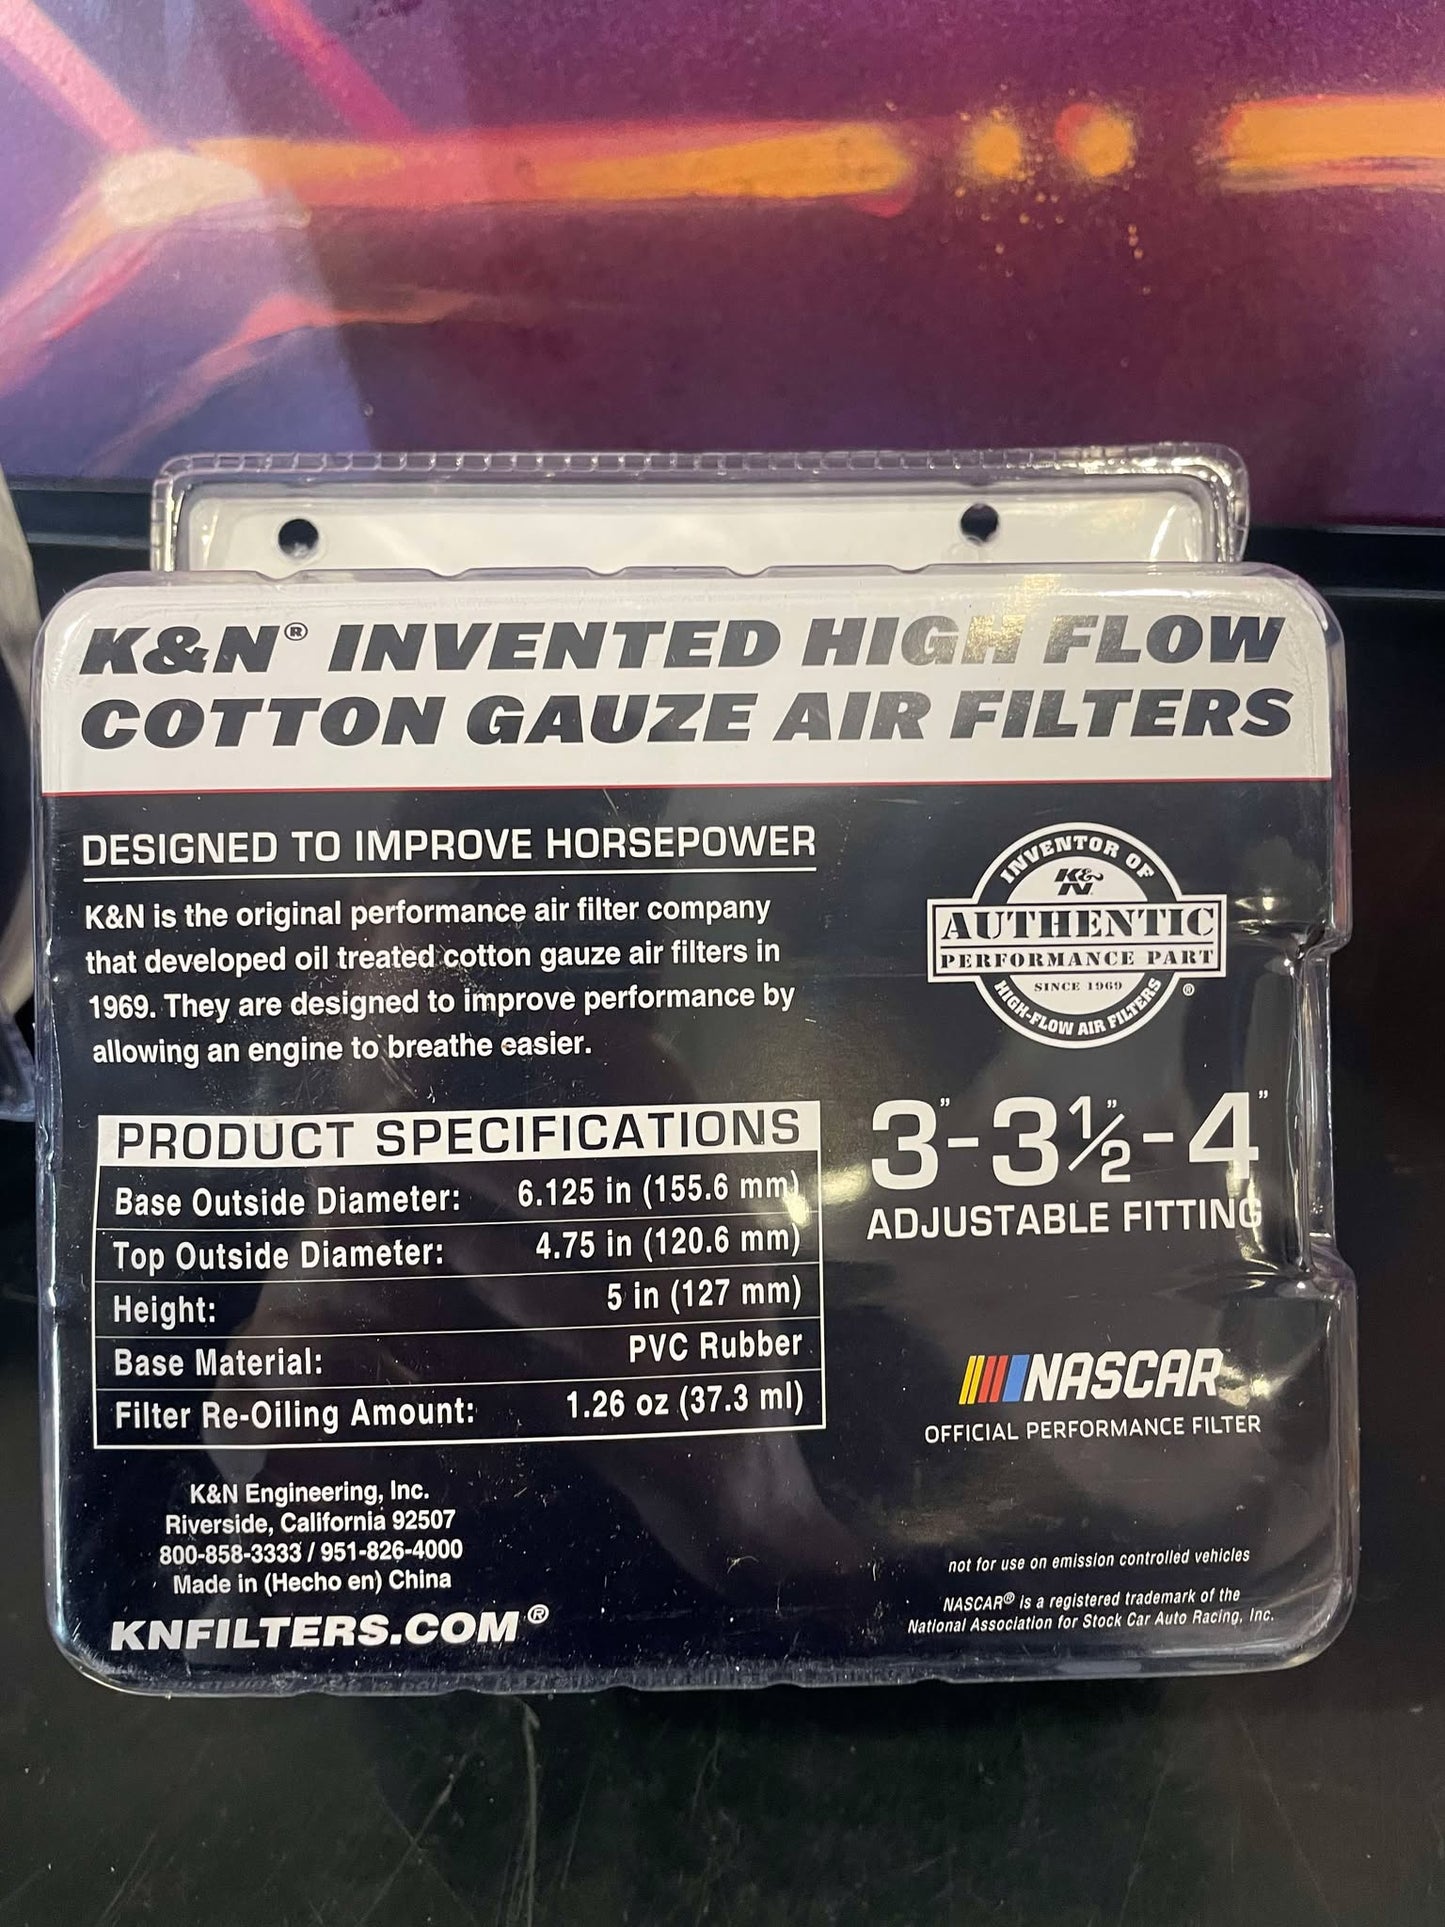 K&N® INVENTED HIGH FLOW
COTTON GAUZE AIR FILTERS
DESIGNED TO IMPROVE HORSEPOWER
K&N is the original performance air filter company
that developed oil treated cotton gauze air filters in
1969. They are designed to improve performance by
allowing an engine to breathe easier.
INVENTOR OF
K&N
AUTHENTIC
PERFORMANCE PART
SINCE 1969
HIGH-FLOW AIR FILTERS
®
PRODUCT SPECIFICATIONS
Base Outside Diameter: 6.125 in (155.6 mm)
Top Outside Diameter: 4.75 in (120.6 mm)
Height: 5 in (127 mm)
Base Material: PVC Rubber
Filter Re-Oiling Amount: 1.26 oz (37.3 ml)
3"-3½"-4"
ADJUSTABLE FITTING
NASCAR
OFFICIAL PERFORMANCE FILTER
K&N Engineering, Inc.
Riverside, California 92507
800-858-3333 / 951-826-4000
Made in (Hecho en) China
KNFILTERS.COM®
not for use on emission controlled vehicles
NASCAR® is a registered trademark of the
National Association for Stock Car Auto Racing, Inc.